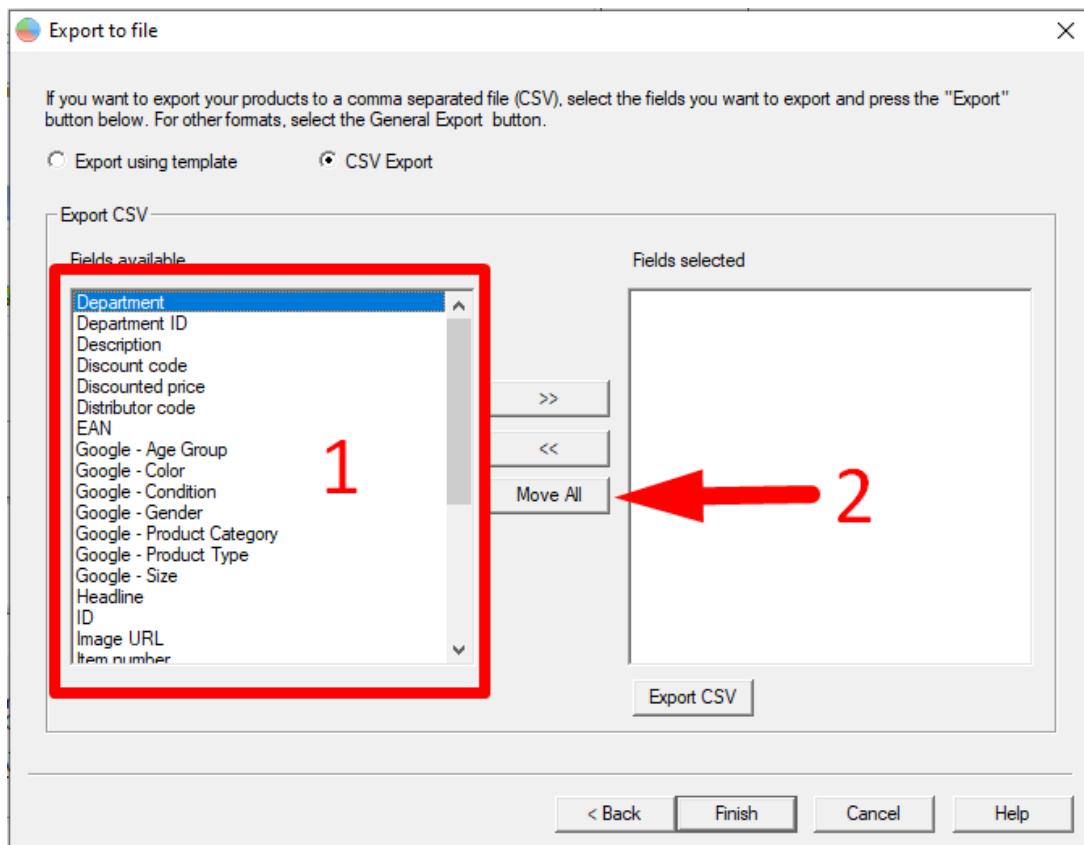 Export to file
If you want to export your products to a comma separated file (CSV), select the fields you want to export and press the "Export"
button below. For other formats, select the General Export button.
Export using template
CSV Export
Export CSV
Fields available
Fields selected
Department
Department ID
Description
Discount code
Discounted price
Distributor code
EAN
Google - Age Group
Google - Color
Google - Condition
Google - Gender
Google - Product Category
Google - Product Type
Google - Size
Headline
ID
Image URL
Item number
1
>>
<<
Move All
2
Export CSV
< Back
Finish
Cancel
Help